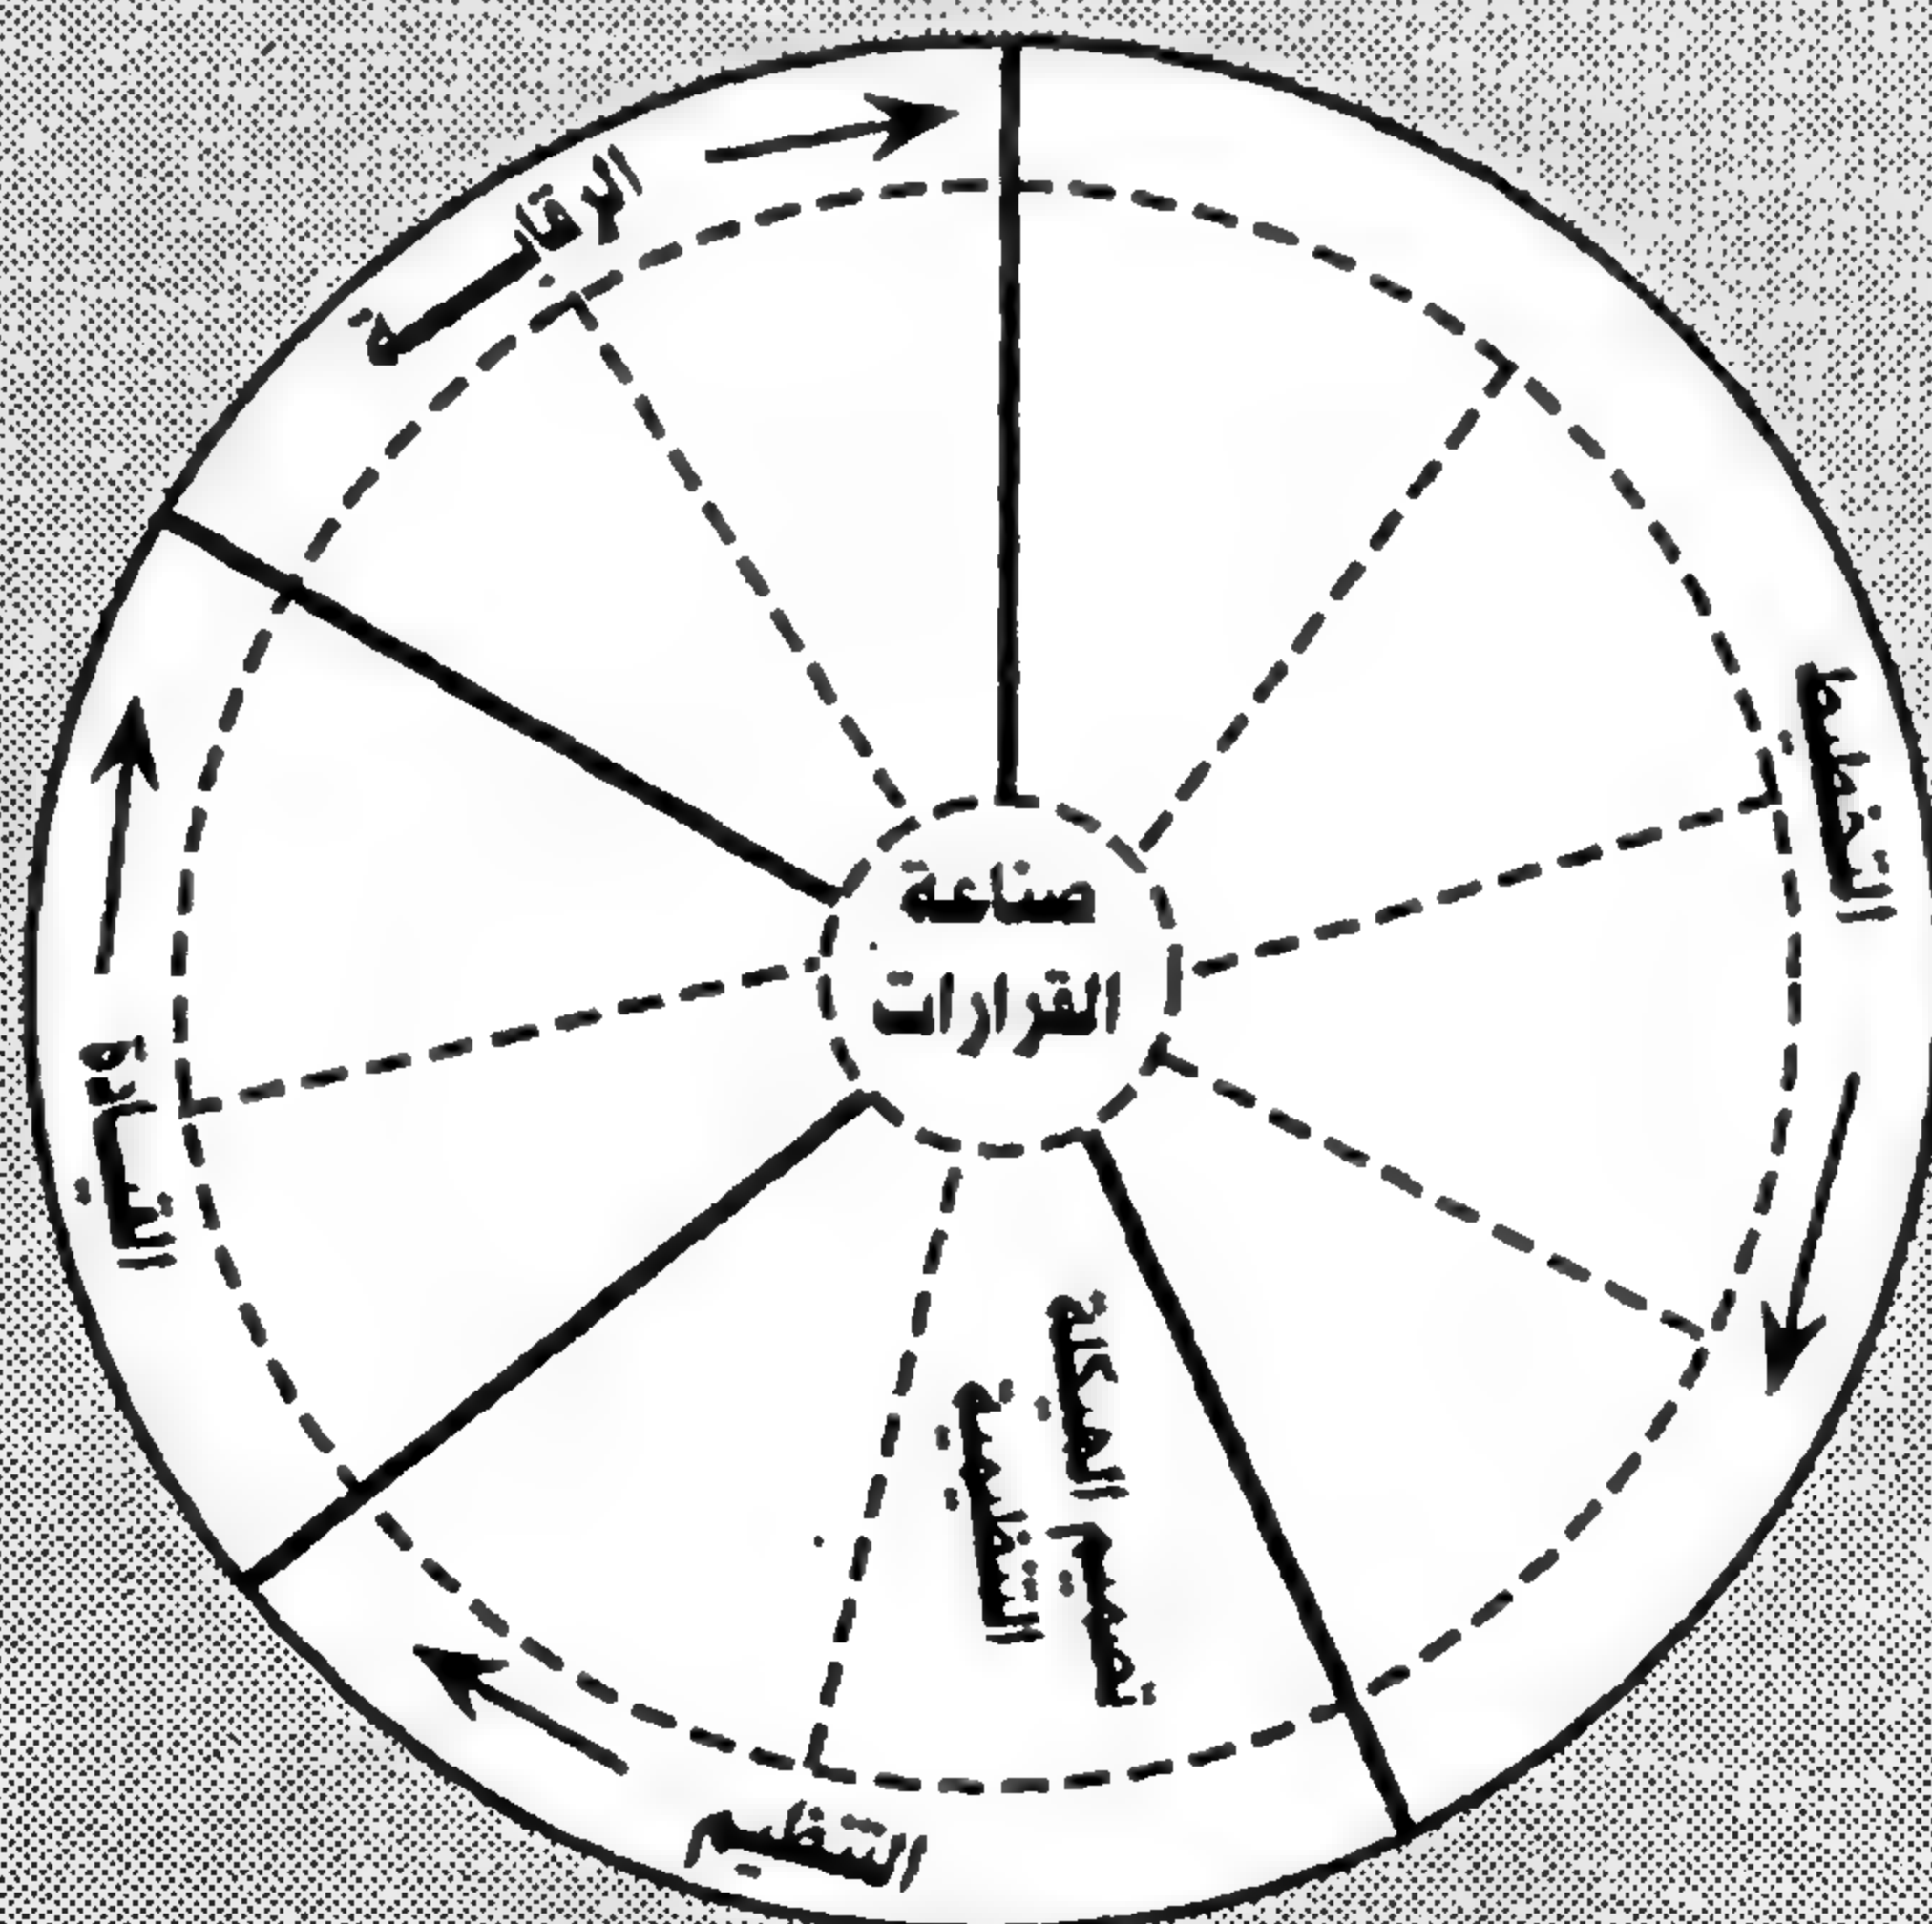 الرقابة
التخطيط
صناعة
القرارات
القيادة
تصميم الهيكلة
التنظيمية
التنظيم